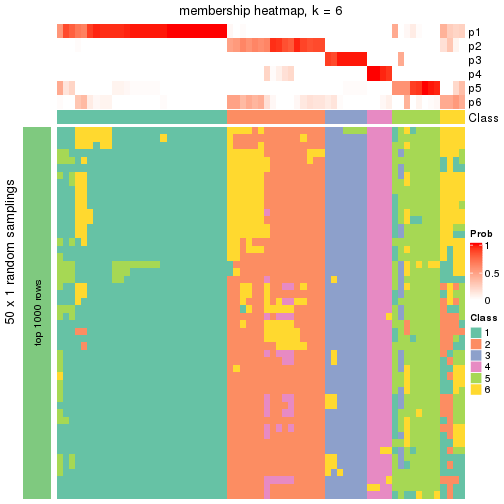 membership heatmap, k = 6
p1
p2
p3
p4
p5
p6
Class
50 x 1 random samplings
top 1000 rows
Prob
1
0.5
0
Class
1
2
3
4
5
6